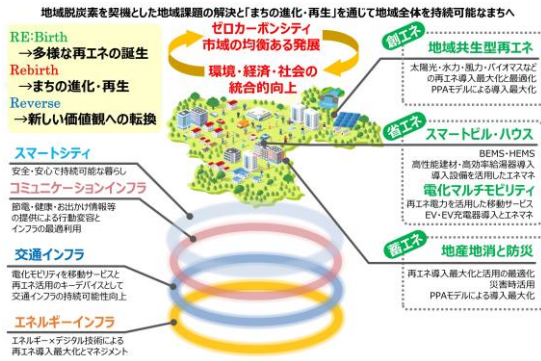 地域脱炭素を契機とした地域課題の解決と「まちの進化・再生」を通じて地域全体を持続可能なまちへ
RE:Birth
→多様な再エネの誕生
Rebirth
→まちの進化・再生
Reverse
→新しい価値観への転換
ゼロカーボンシティ
市域の均衡ある発展
環境・経済・社会の
統合的向上
創エネ
地域共生型再エネ
太陽光・水力・風力・バイオマスなど
の再エネ導入最大化と最適化
PPAモデルによる導入最大化
省エネ
スマートビル・ハウス
BEMS・HEMS
高性能建材・高効率給湯器導入
導入設備を活用したエネマネ
電化マルチモビリティ
再エネ電力を活用した移動サービス
EV・EV充電器導入とエネマネ
蓄エネ
地産地消と防災
再エネ導入最大化と活用の最適化
災害時活用
PPAモデルによる導入最大化
スマートシティ
安全・安心で持続可能な暮らし
コミュニケーションインフラ
節電・健康・お出かけ情報等
の提供による行動変容と
インフラの最適利用
交通インフラ
電化モビリティを移動サービスと
再エネ活用のキーデバイスとして
交通インフラの持続可能性向上
エネルギーインフラ
エネルギー×デジタル技術による
再エネ導入最大化とマネジメント